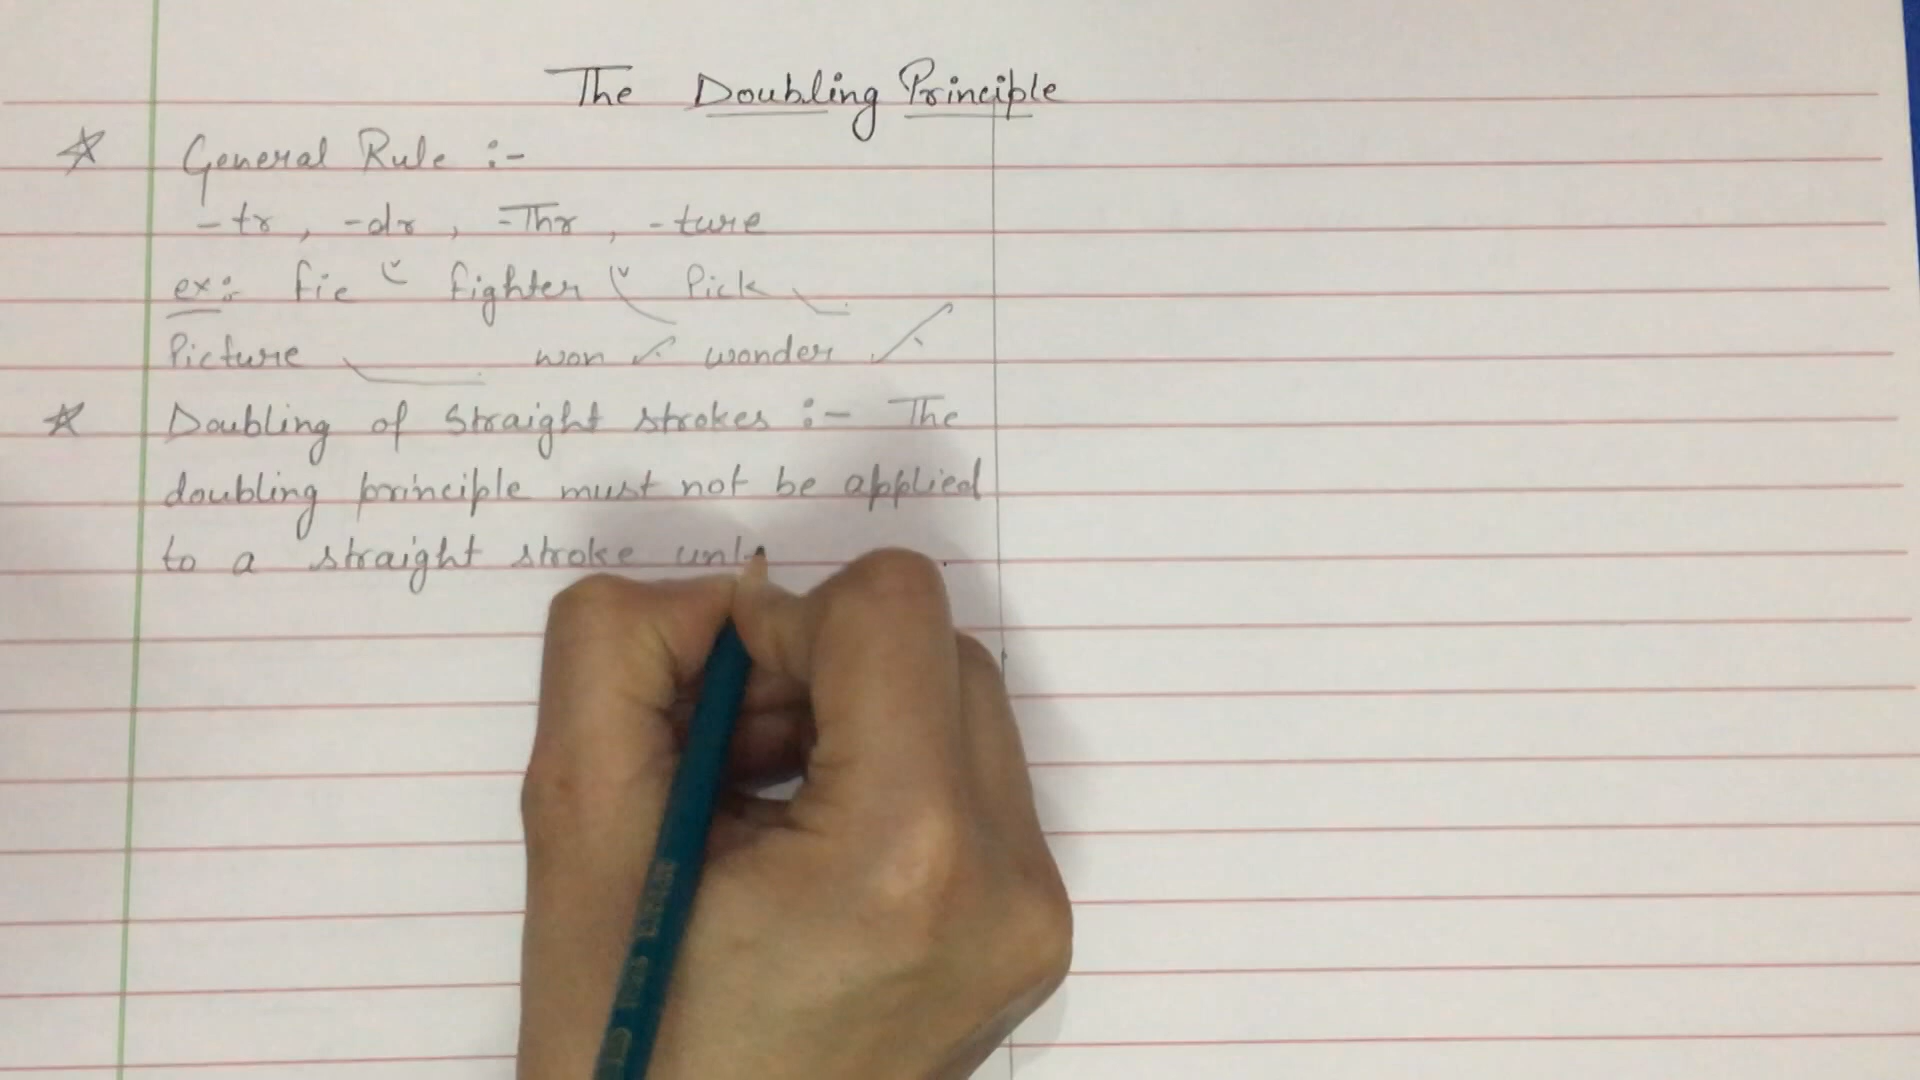 The Doubling Principle
General Rule :-
-tr, -dr, -Thr, -ture
ex:- fie fighter Pick
Picture won wonder
Doubling of straight strokes :- The
doubling principle must not be applied
to a straight stroke unl